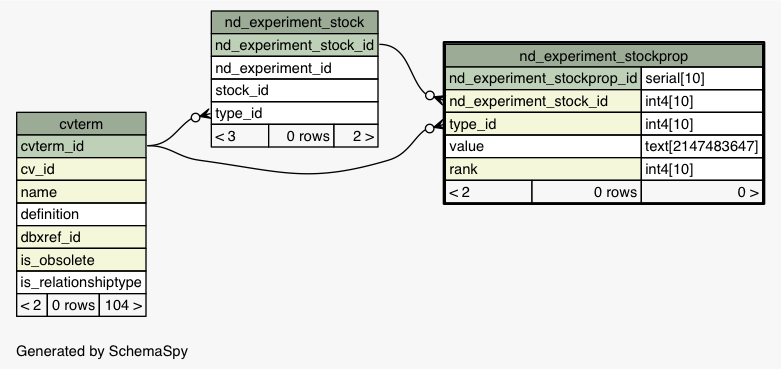 nd_experiment_stock
nd_experiment_stock_id
nd_experiment_id
stock_id
type_id
< 3 0 rows 2 >
nd_experiment_stockprop
nd_experiment_stockprop_id serial[10]
nd_experiment_stock_id int4[10]
type_id int4[10]
value text[2147483647]
rank int4[10]
< 2 0 rows 0 >
cvterm
cvterm_id
cv_id
name
definition
dbxref_id
is_obsolete
is_relationshiptype
< 2 0 rows 104 >
Generated by SchemaSpy